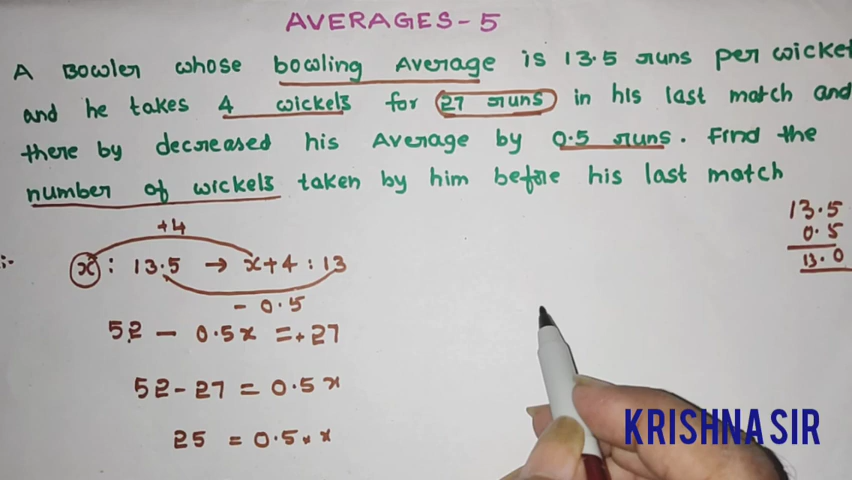 AVERAGES-5
A Bowler whose bowling Average is 13.5 runs per wicket
and he takes 4 wickets for 27 runs in his last match and
there by decreased his Average by 0.5 runs. Find the
number of wickets taken by him before his last match
13.5
0.5
13.0
+4
:- x : 13.5 → x+4 : 13
- 0.5
52 - 0.5x = +27
52-27 = 0.5x
25 = 0.5 × x
KRISHNA SIR